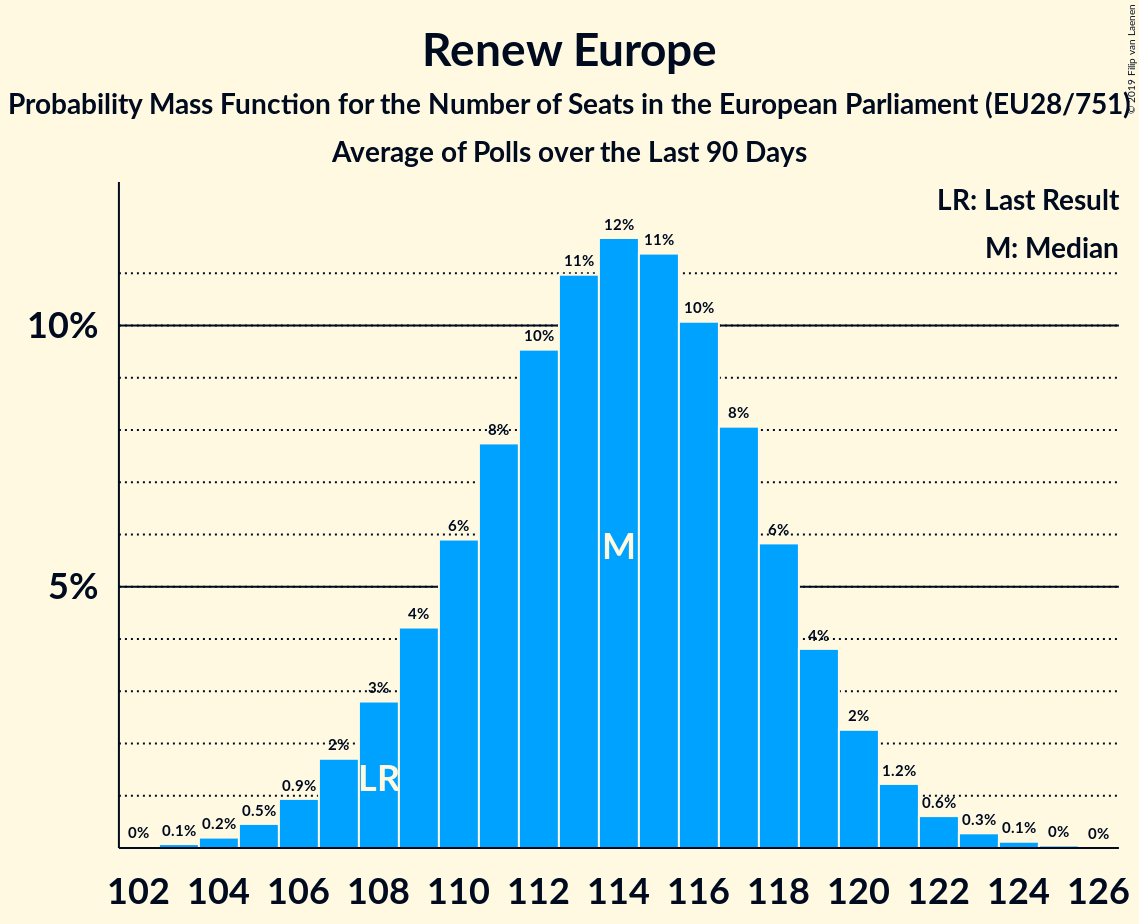 Renew Europe
Probability Mass Function for the Number of Seats in the European Parliament (EU28/751)
Average of Polls over the Last 90 Days
© 2019 Filip van Laenen
LR: Last Result
M: Median
12%
11% 11%
10% 10%
10%
8% 8%
6% 6%
M
5%
4% 4%
3%
2% 2%
LR
0% 0.1% 0.2% 0.5% 0.9% 1.2% 0.6% 0.3% 0.1% 0% 0%
102 104 106 108 110 112 114 116 118 120 122 124 126